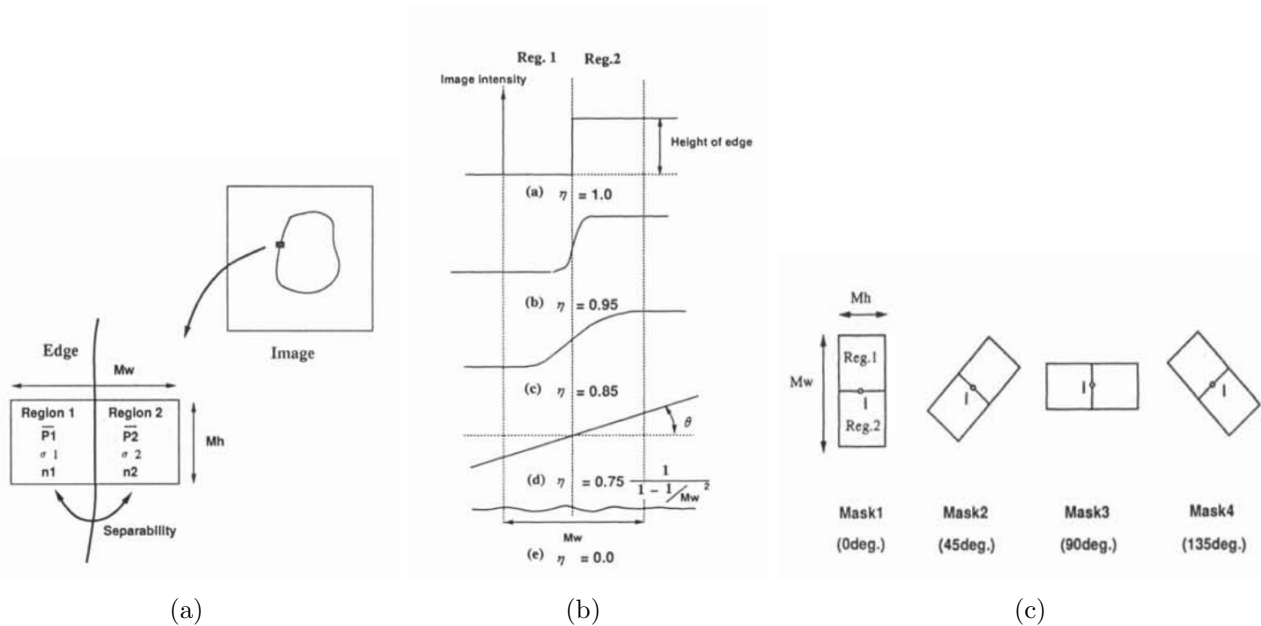 Image
Edge
Mw
Region 1
P1
σ 1
n1
Region 2
P2
σ 2
n2
Mh
Separability
(a)
Reg. 1 Reg.2
Image intensity
Height of edge
(a) η = 1.0
(b) η = 0.95
(c) η = 0.85
θ
(d) η = 0.75 1 / 1 − 1/Mw²
Mw
(e) η = 0.0
(b)
Mh
Mw
Reg.1
I
Reg.2
I
I
I
Mask1 Mask2 Mask3 Mask4
(0deg.) (45deg.) (90deg.) (135deg.)
(c)